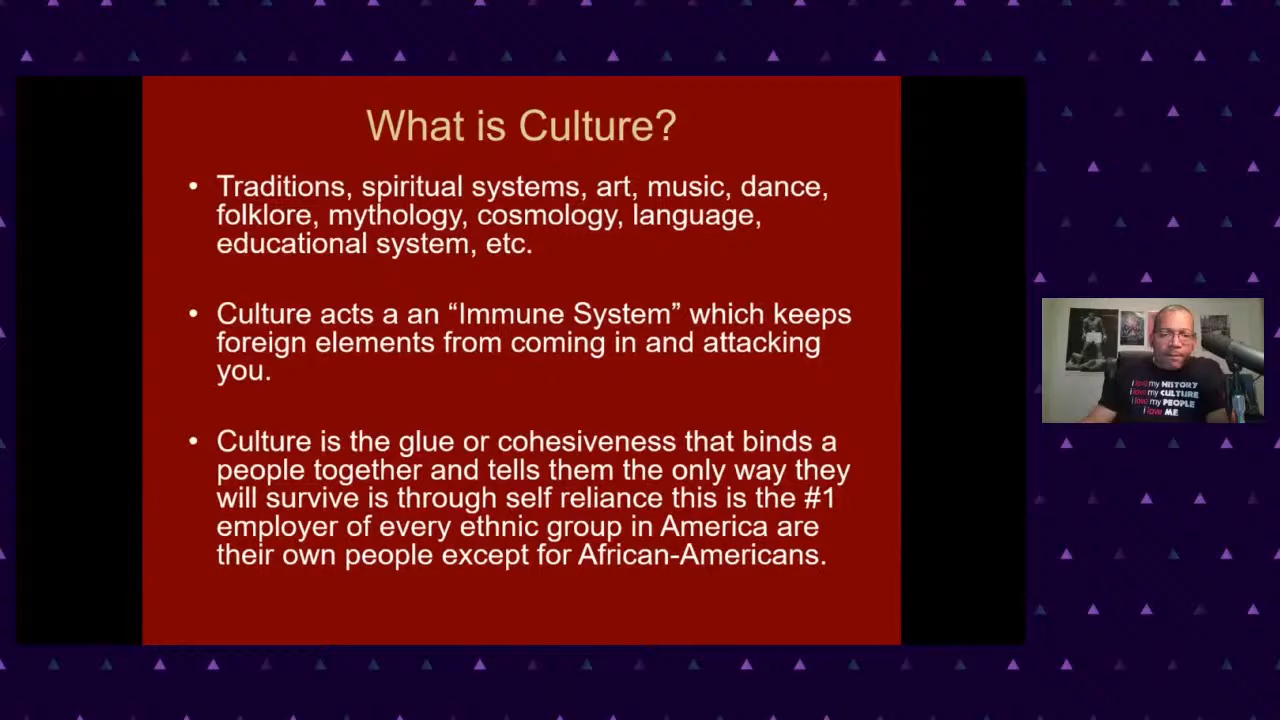 What is Culture?
• Traditions, spiritual systems, art, music, dance,
folklore, mythology, cosmology, language,
educational system, etc.
• Culture acts a an “Immune System” which keeps
foreign elements from coming in and attacking
you.
• Culture is the glue or cohesiveness that binds a
people together and tells them the only way they
will survive is through self reliance this is the #1
employer of every ethnic group in America are
their own people except for African-Americans.
I love my HISTORY
I love my CULTURE
I love my PEOPLE
I love ME